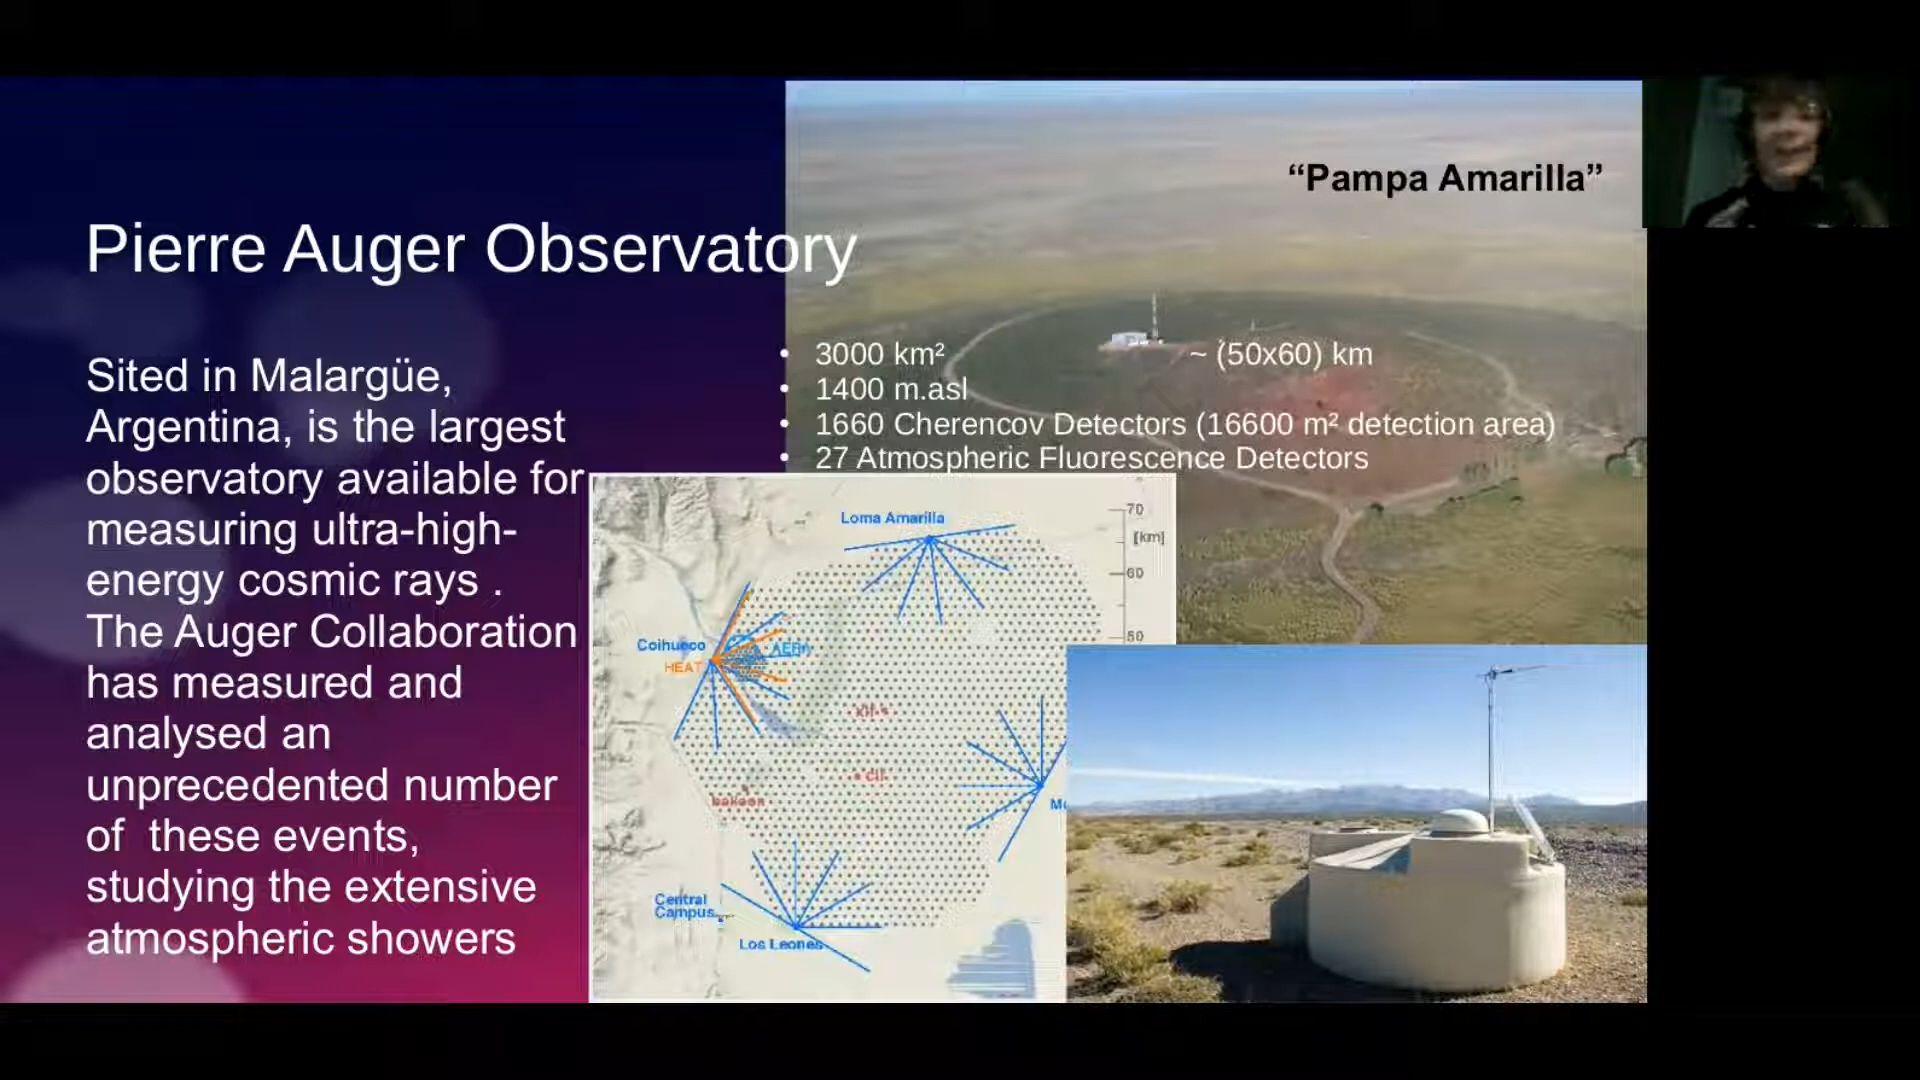 “Pampa Amarilla”
Pierre Auger Observatory
Sited in Malargüe,
Argentina, is the largest
observatory available for
measuring ultra-high-
energy cosmic rays .
The Auger Collaboration
has measured and
analysed an
unprecedented number
of  these events,
studying the extensive
atmospheric showers
• 3000 km² ~ (50x60) km
• 1400 m.asl
• 1660 Cherencov Detectors (16600 m² detection area)
• 27 Atmospheric Fluorescence Detectors
Loma Amarilla
70
[km]
60
50
Coihueco
HEAT
AERA
XLF
CLF
balloon
Central
Campus
Los Leones